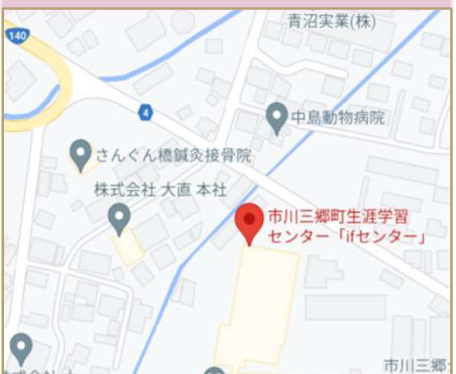 青沼実業(株)
140
4
中島動物病院
さんぐん橋鍼灸接骨院
株式会社 大直 本社
市川三郷町生涯学習
センター「ifセンター」
市川三郷